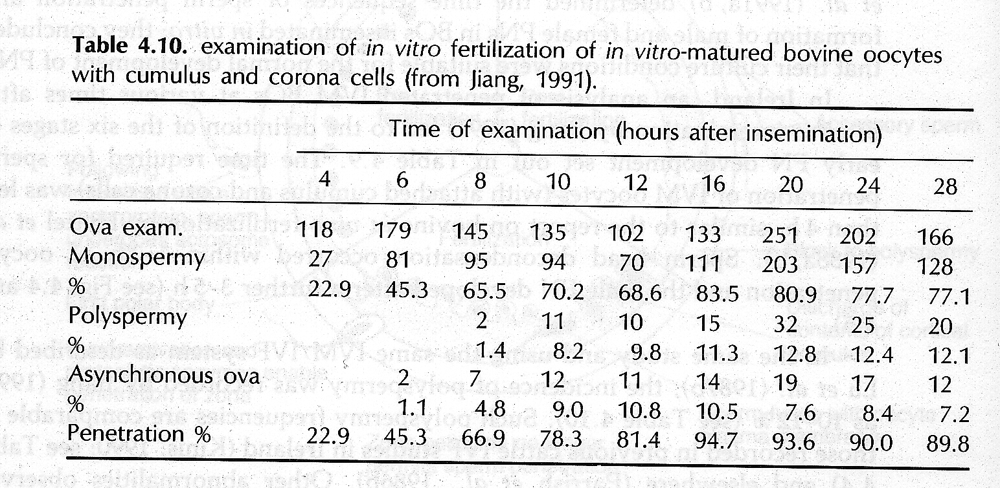 Table 4.10. examination of in vitro fertilization of in vitro-matured bovine oocytes
with cumulus and corona cells (from Jiang, 1991).
Time of examination (hours after insemination)
4 6 8 10 12 16 20 24 28
Ova exam. 118 179 145 135 102 133 251 202 166
Monospermy 27 81 95 94 70 111 203 157 128
% 22.9 45.3 65.5 70.2 68.6 83.5 80.9 77.7 77.1
Polyspermy 2 11 10 15 32 25 20
% 1.4 8.2 9.8 11.3 12.8 12.4 12.1
Asynchronous ova 2 7 12 11 14 19 17 12
% 1.1 4.8 9.0 10.8 10.5 7.6 8.4 7.2
Penetration % 22.9 45.3 66.9 78.3 81.4 94.7 93.6 90.0 89.8